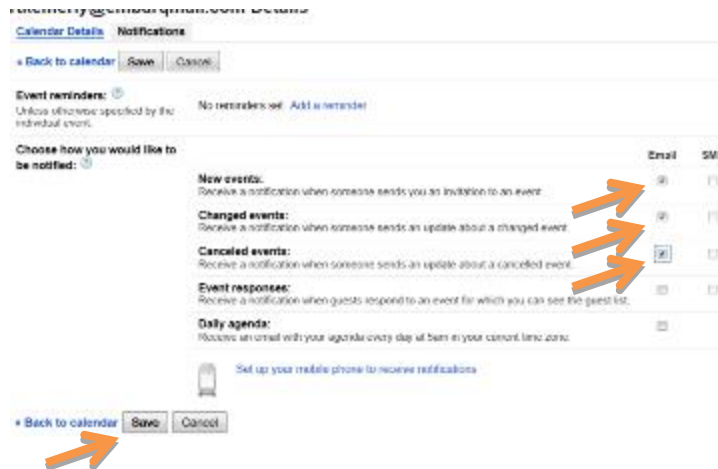 Calendar Details Notifications
« Back to calendar Save Cancel
Event reminders:
Unless otherwise specified by the
individual event.
No reminders set Add a reminder
Choose how you would like to
be notified:
Email SM
New events:
Receive a notification when someone sends you an invitation to an event.
Changed events:
Receive a notification when someone sends an update about a changed event.
Canceled events:
Receive a notification when someone sends an update about a cancelled event.
Event responses:
Receive a notification when guests respond to an event for which you can see the guest list.
Daily agenda:
Receive an email with your agenda every day at 5am in your current time zone.
Set up your mobile phone to receive notifications
« Back to calendar Save Cancel